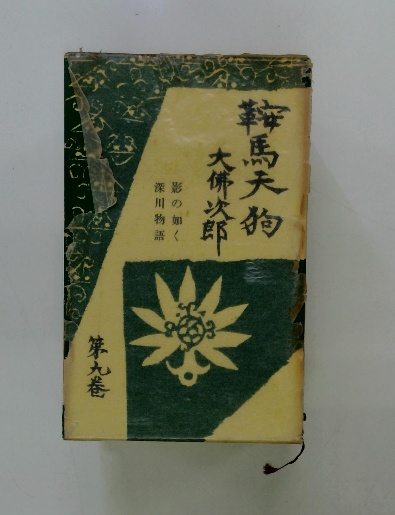 鞍馬天狗
大佛次郎
影の如く
深川物語
第九巻